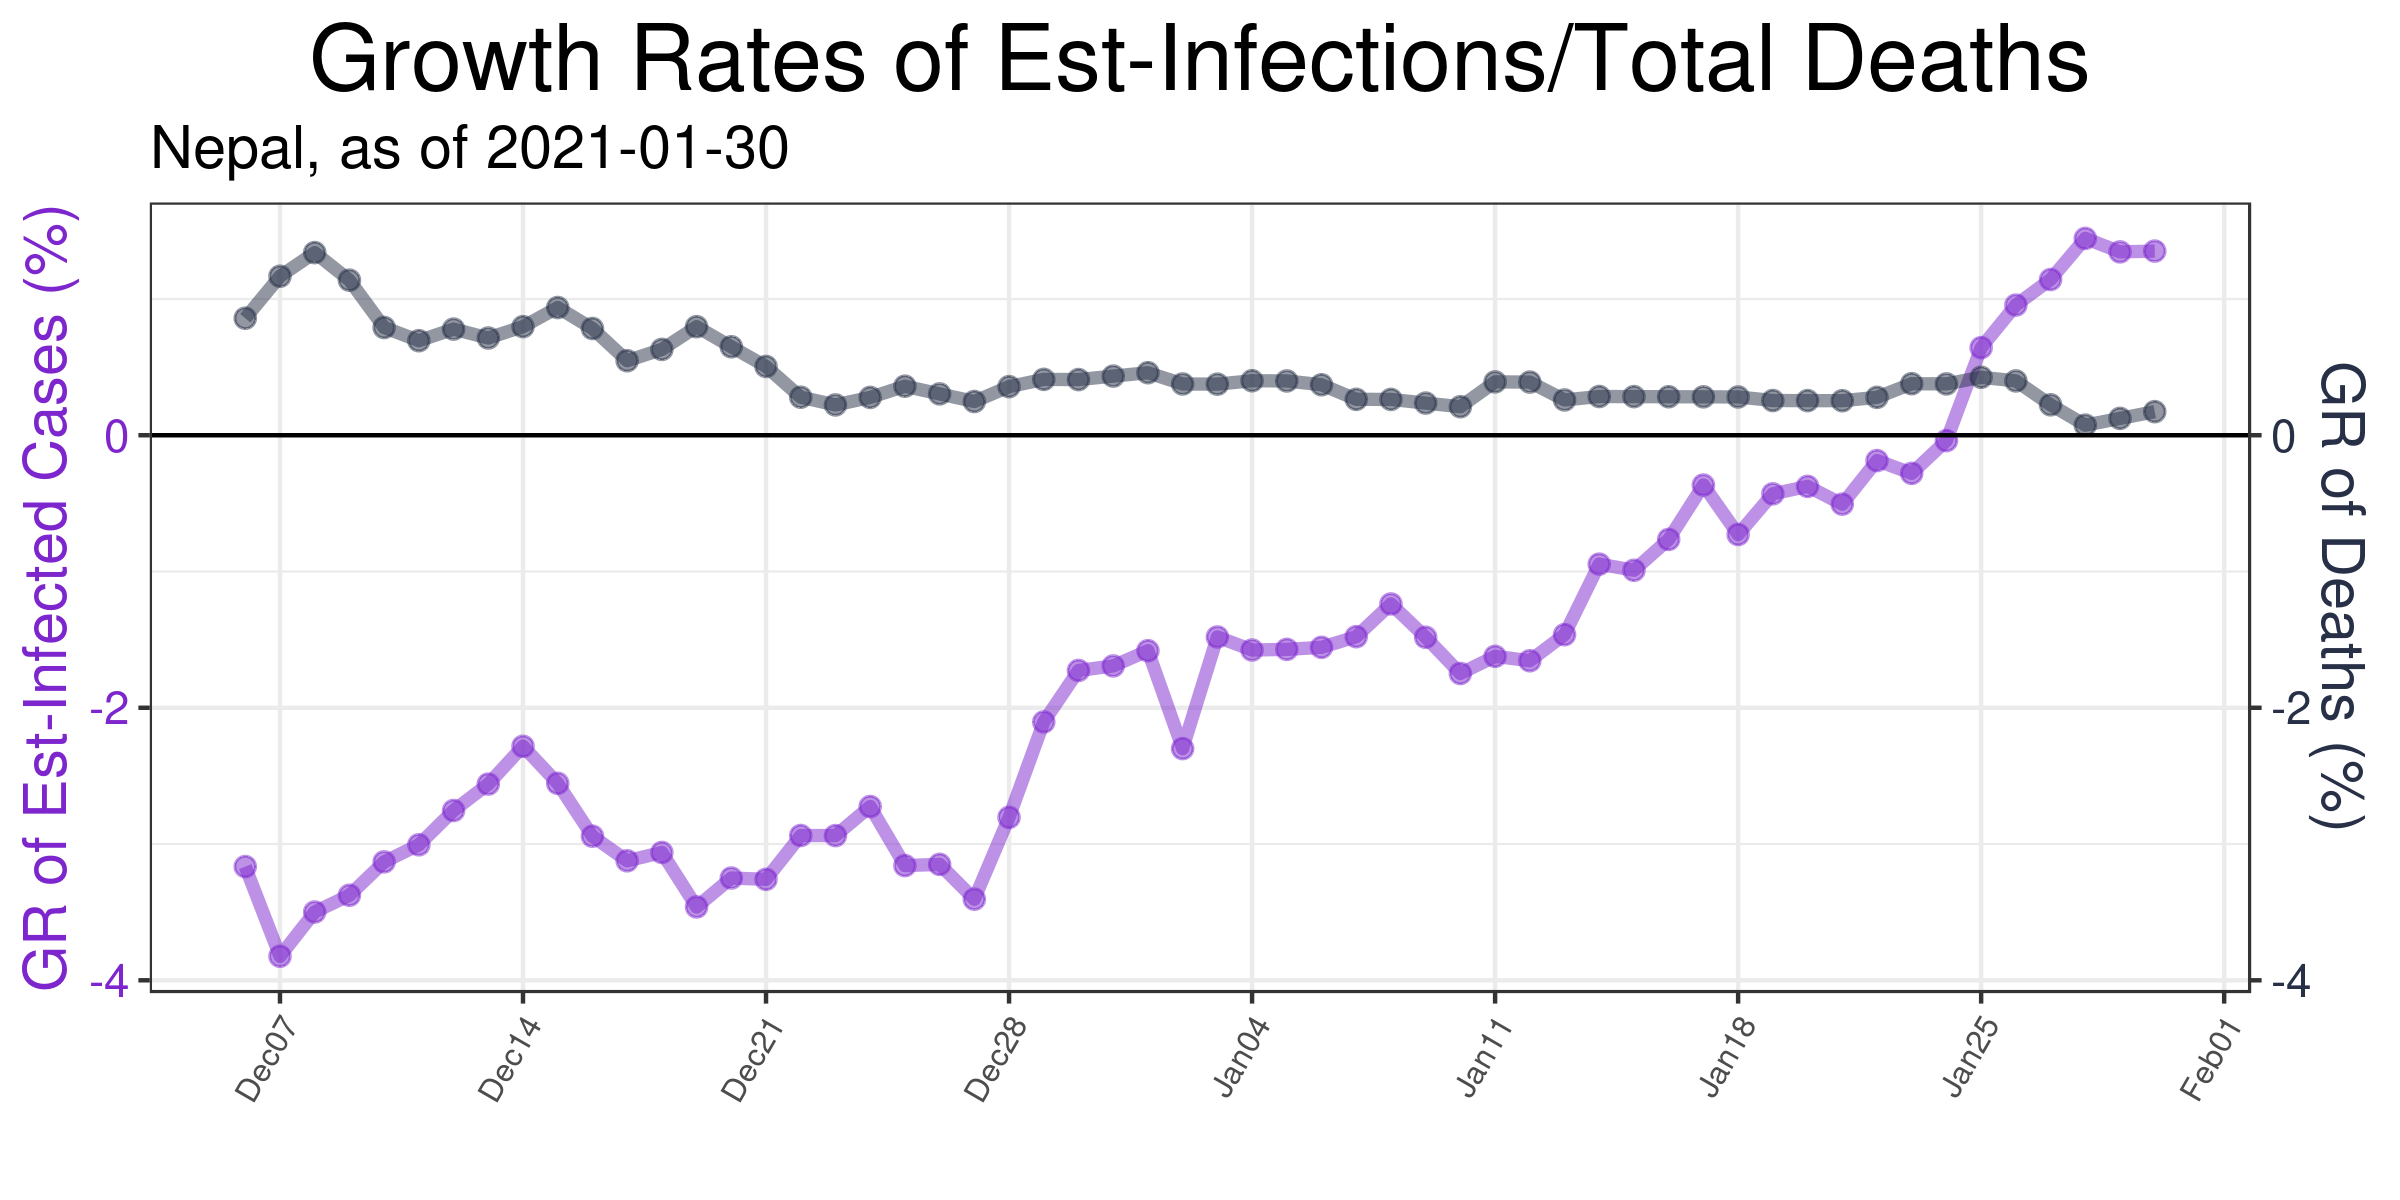 Growth Rates of Est-Infections/Total Deaths
Nepal, as of 2021-01-30
GR of Est-Infected Cases (%)
0
-2
-4
GR of Deaths (%)
0
-2
-4
Dec07
Dec14
Dec21
Dec28
Jan04
Jan11
Jan18
Jan25
Feb01